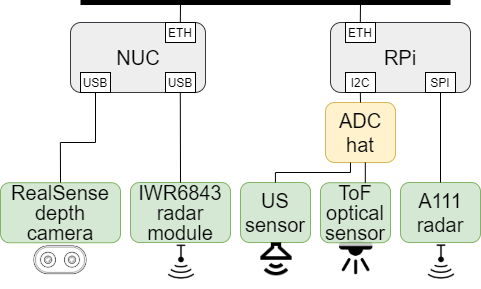 ETH
ETH
NUC
RPi
USB
USB
I2C
SPI
ADC
hat
RealSense
depth
camera
IWR6843
radar
module
US
sensor
ToF
optical
sensor
A111
radar